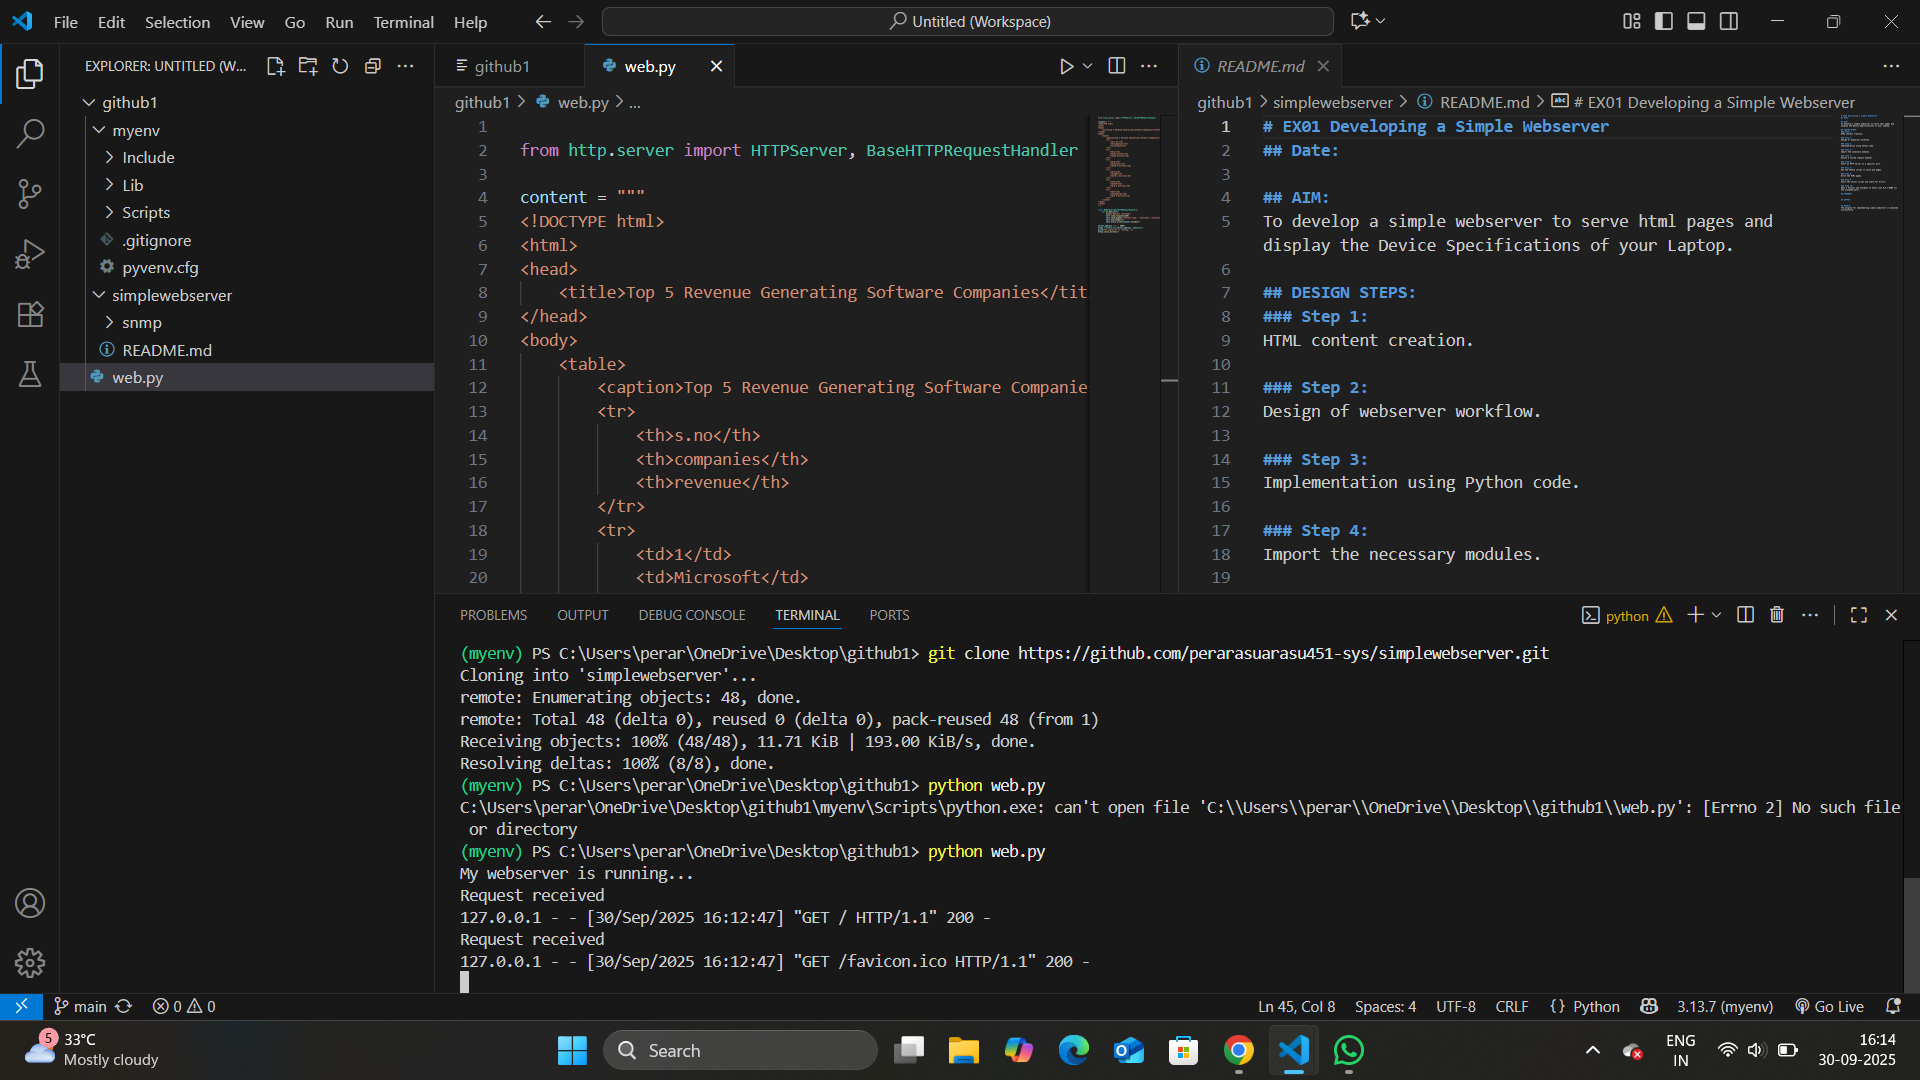 File Edit Selection View Go Run Terminal Help
Untitled (Workspace)
EXPLORER: UNTITLED (W...
github1
myenv
Include
Lib
Scripts
.gitignore
pyvenv.cfg
simplewebserver
snmp
README.md
web.py
github1
web.py
github1 > web.py > ...
1
2 from http.server import HTTPServer, BaseHTTPRequestHandler
3
4 content = """
5 <!DOCTYPE html>
6 <html>
7 <head>
8 <title>Top 5 Revenue Generating Software Companies</tit
9 </head>
10 <body>
11 <table>
12 <caption>Top 5 Revenue Generating Software Companie
13 <tr>
14 <th>s.no</th>
15 <th>companies</th>
16 <th>revenue</th>
17 </tr>
18 <tr>
19 <td>1</td>
20 <td>Microsoft</td>
README.md
github1 > simplewebserver > README.md > # EX01 Developing a Simple Webserver
1 # EX01 Developing a Simple Webserver
2 ## Date:
3
4 ## AIM:
5 To develop a simple webserver to serve html pages and
display the Device Specifications of your Laptop.
6
7 ## DESIGN STEPS:
8 ### Step 1:
9 HTML content creation.
10
11 ### Step 2:
12 Design of webserver workflow.
13
14 ### Step 3:
15 Implementation using Python code.
16
17 ### Step 4:
18 Import the necessary modules.
19
PROBLEMS OUTPUT DEBUG CONSOLE TERMINAL PORTS
python
(myenv) PS C:\Users\perar\OneDrive\Desktop\github1> git clone https://github.com/perarasuarasu451-sys/simplewebserver.git
Cloning into 'simplewebserver'...
remote: Enumerating objects: 48, done.
remote: Total 48 (delta 0), reused 0 (delta 0), pack-reused 48 (from 1)
Receiving objects: 100% (48/48), 11.71 KiB | 193.00 KiB/s, done.
Resolving deltas: 100% (8/8), done.
(myenv) PS C:\Users\perar\OneDrive\Desktop\github1> python web.py
C:\Users\perar\OneDrive\Desktop\github1\myenv\Scripts\python.exe: can't open file 'C:\\Users\\perar\\OneDrive\\Desktop\\github1\\web.py': [Errno 2] No such file
or directory
(myenv) PS C:\Users\perar\OneDrive\Desktop\github1> python web.py
My webserver is running...
Request received
127.0.0.1 - - [30/Sep/2025 16:12:47] "GET / HTTP/1.1" 200 -
Request received
127.0.0.1 - - [30/Sep/2025 16:12:47] "GET /favicon.ico HTTP/1.1" 200 -
main 0 0 Ln 45, Col 8 Spaces: 4 UTF-8 CRLF {} Python 3.13.7 (myenv) Go Live
5
33°C
Mostly cloudy
Search
ENG
IN
16:14
30-09-2025